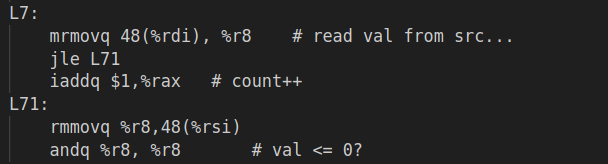 L7:
mrmovq 48(%rdi), %r8    # read val from src...
jle L71
iaddq $1,%rax   # count++
L71:
rmmovq %r8,48(%rsi)
andq %r8, %r8       # val <= 0?